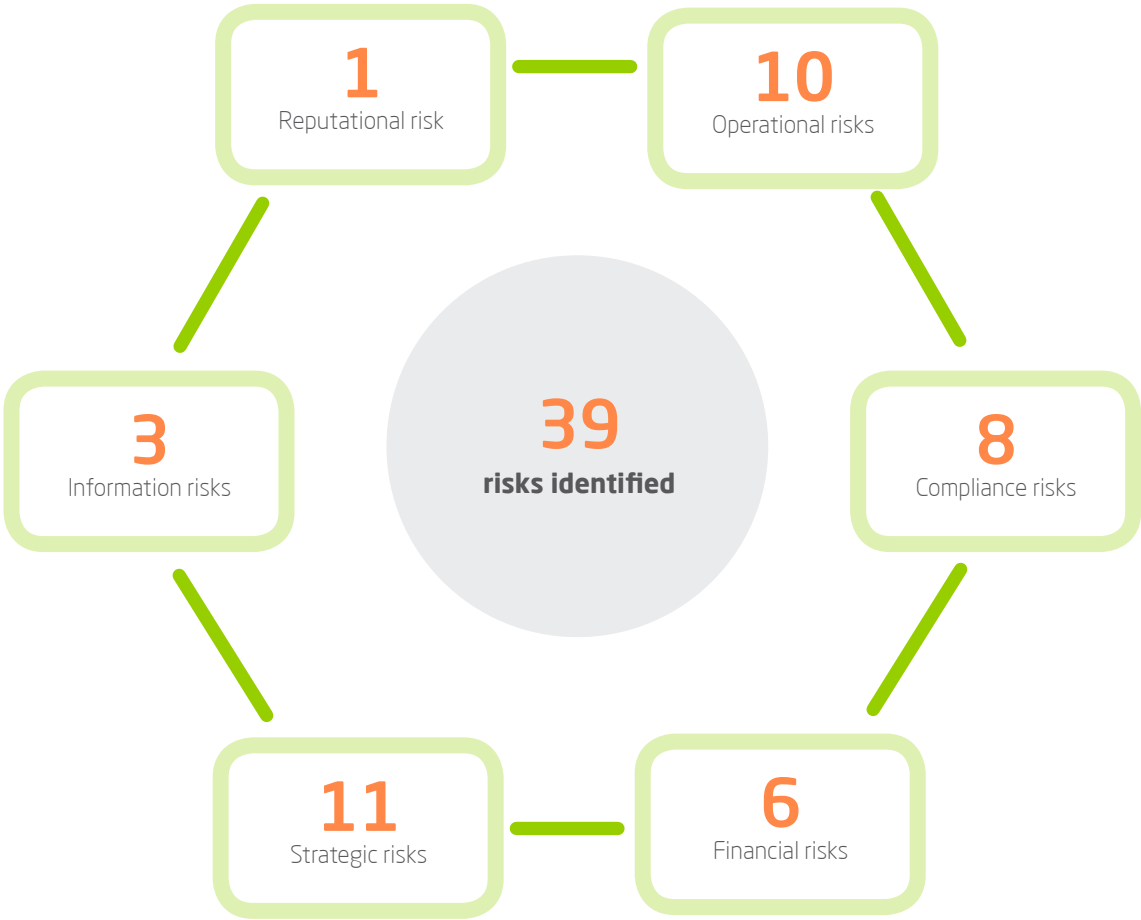 1
Reputational risk
10
Operational risks
3
Information risks
39
risks identified
8
Compliance risks
11
Strategic risks
6
Financial risks